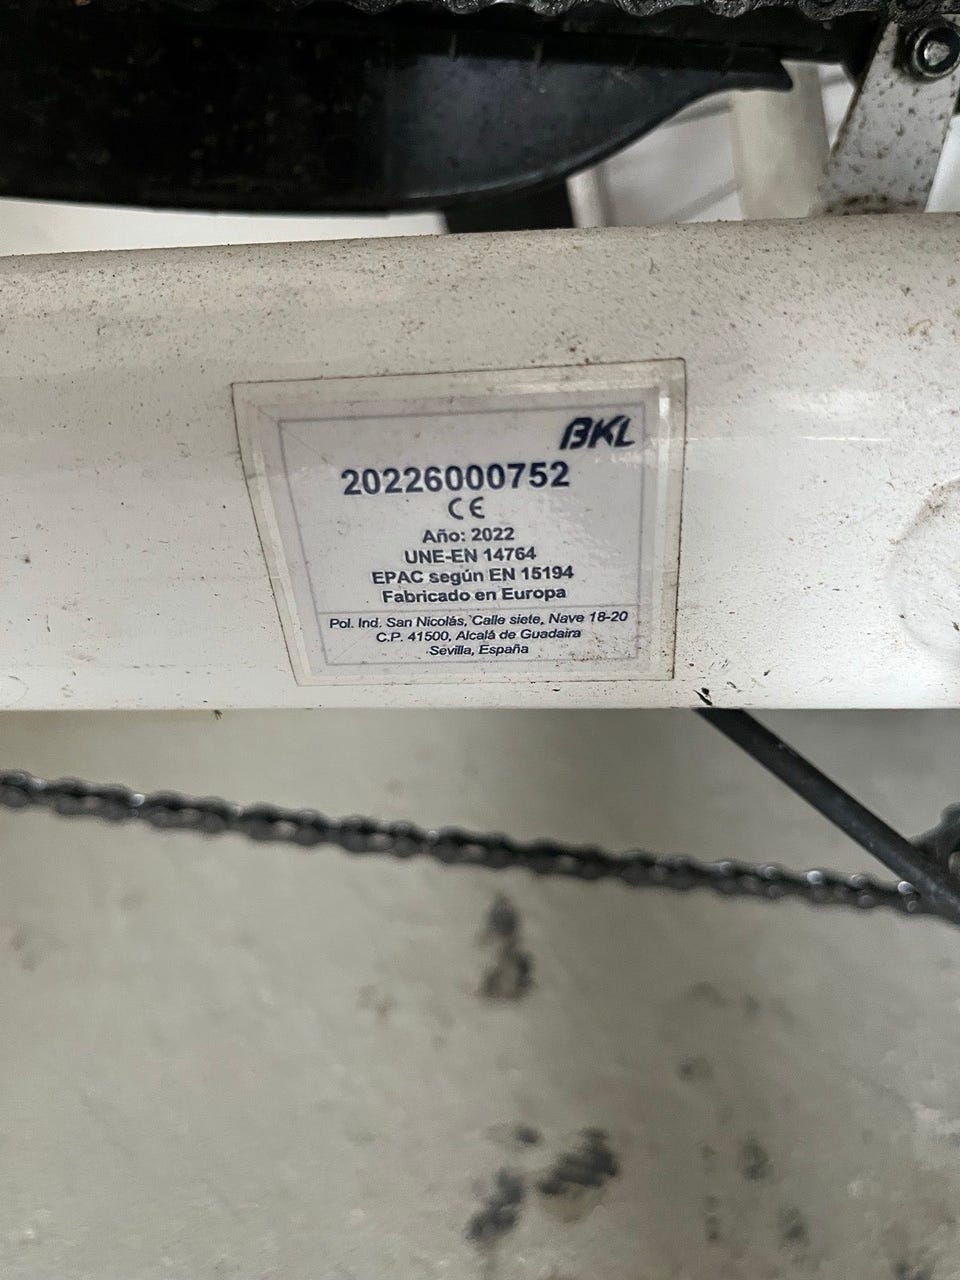 BKL
20226000752
CE
Año: 2022
UNE-EN 14764
EPAC según EN 15194
Fabricado en Europa
Pol. Ind. San Nicolás, Calle siete, Nave 18-20
C.P. 41500, Alcalá de Guadaira
Sevilla, España